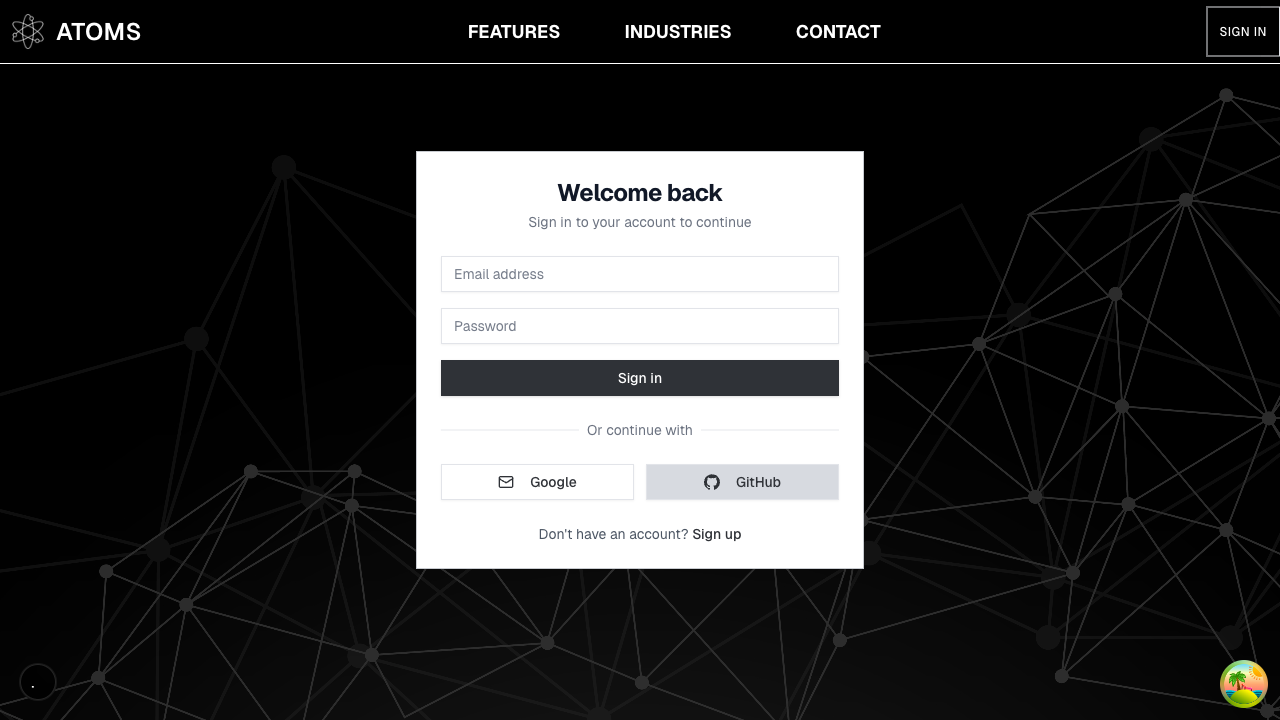 ATOMS
FEATURES
INDUSTRIES
CONTACT
SIGN IN
Welcome back
Sign in to your account to continue
Email address
Password
Sign in
Or continue with
Google
GitHub
Don't have an account? Sign up
.